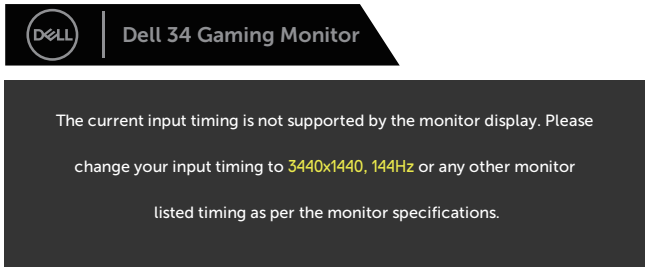 DELL
Dell 34 Gaming Monitor
The current input timing is not supported by the monitor display. Please
change your input timing to 3440x1440, 144Hz or any other monitor
listed timing as per the monitor specifications.